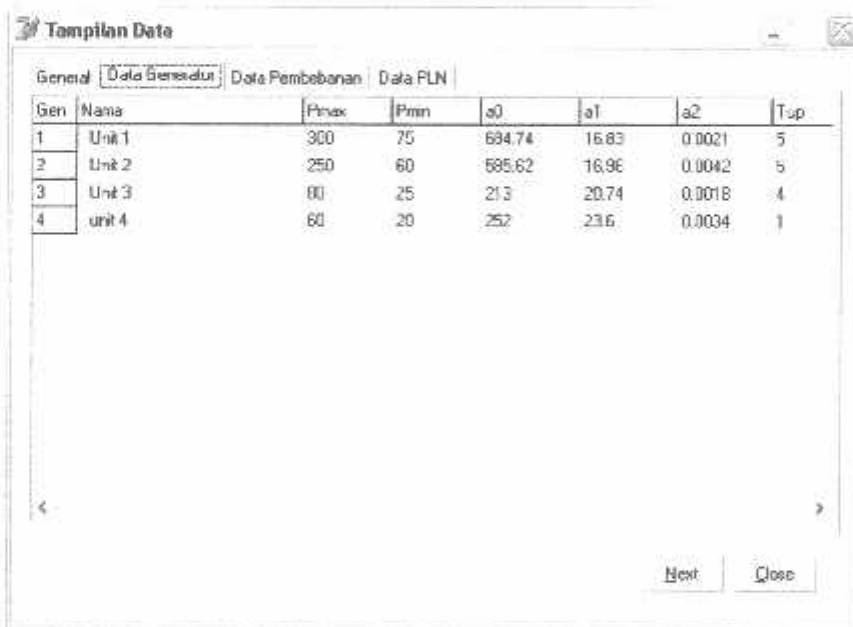 Tampilan Data
General Data Generator Data Pembebanan Data PLN
Gen Nama Pmax Pmin a0 a1 a2 Tup
1 Unit 1 300 75 684.74 16.83 0.0021 5
2 Unit 2 250 60 585.62 16.96 0.0042 5
3 Unit 3 80 25 213 20.74 0.0018 4
4 unit 4 60 20 252 23.6 0.0034 1
Next Close